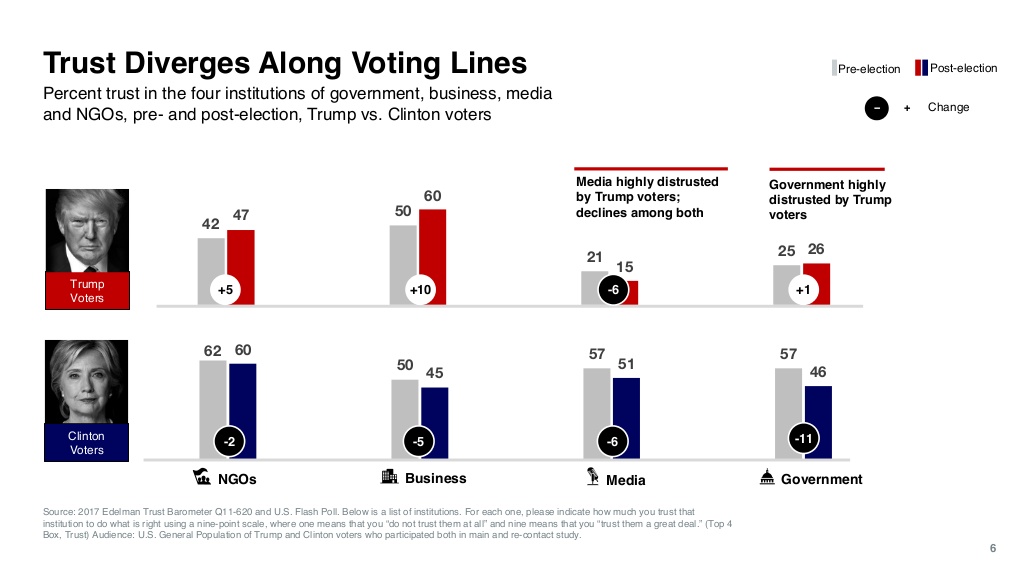 Trust Diverges Along Voting Lines
Percent trust in the four institutions of government, business, media
and NGOs, pre- and post-election, Trump vs. Clinton voters
Pre-election
Post-election
– + Change
Media highly distrusted
by Trump voters;
declines among both
Government highly
distrusted by Trump
voters
Trump
Voters
42 47
+5
50 60
+10
21 15
-6
25 26
+1
Clinton
Voters
62 60
-2
50 45
-5
57 51
-6
57 46
-11
NGOs
Business
Media
Government
Source: 2017 Edelman Trust Barometer Q11-620 and U.S. Flash Poll. Below is a list of institutions. For each one, please indicate how much you trust that
institution to do what is right using a nine-point scale, where one means that you “do not trust them at all” and nine means that you “trust them a great deal.” (Top 4
Box, Trust) Audience: U.S. General Population of Trump and Clinton voters who participated both in main and re-contact study.
6